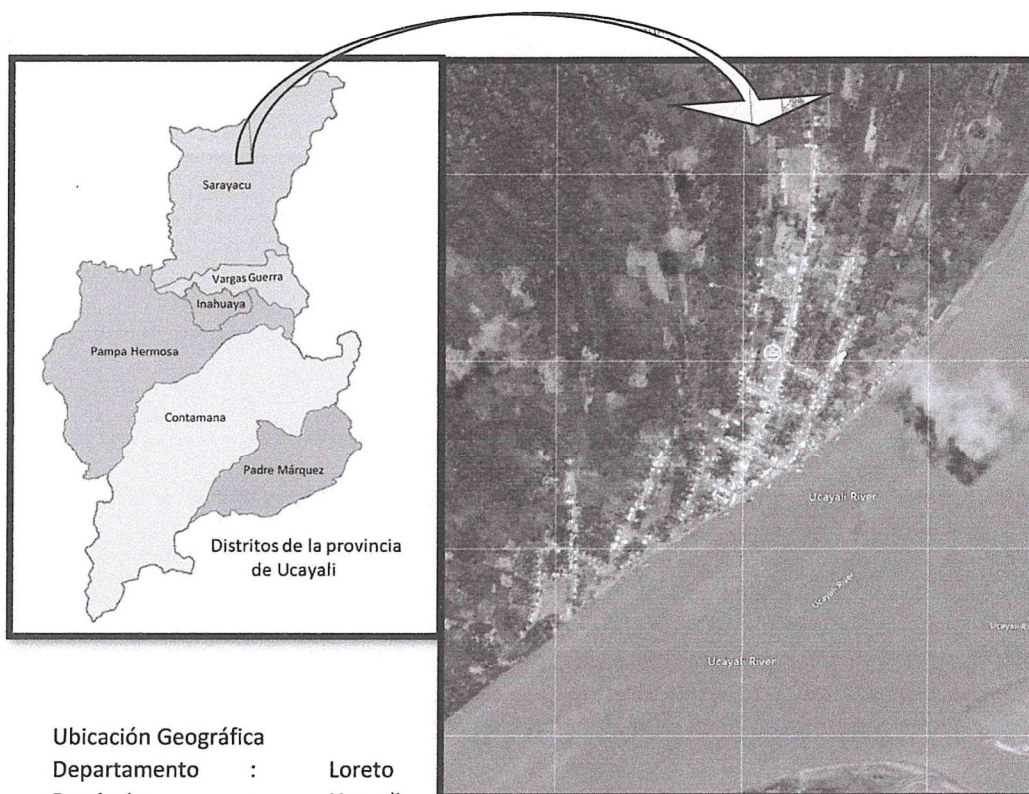 Sarayacu
Vargas Guerra
Inahuaya
Pampa Hermosa
Contamana
Padre Márquez
Distritos de la provincia
de Ucayali
Ucayali River
Ucayali River
Ucayali River
Ucayali
Ubicación Geográfica
Departamento : Loreto